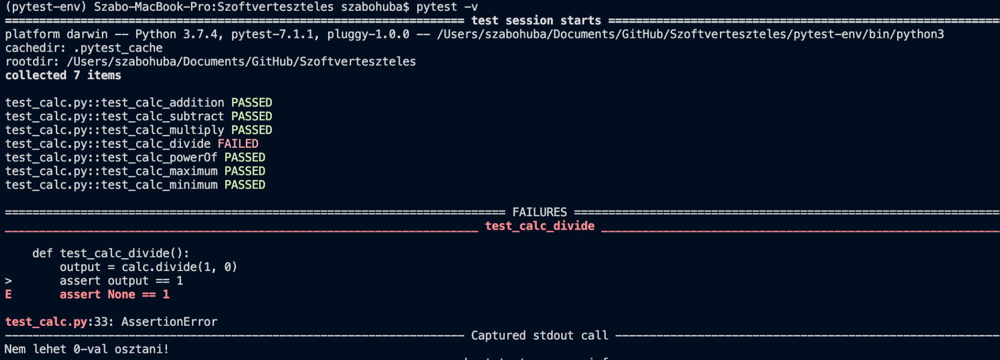 (pytest-env) Szabo-MacBook-Pro:Szoftverteszteles szabohuba$ pytest -v
=================================================================== test session starts =========================================================
platform darwin -- Python 3.7.4, pytest-7.1.1, pluggy-1.0.0 -- /Users/szabohuba/Documents/GitHub/Szoftverteszteles/pytest-env/bin/python3
cachedir: .pytest_cache
rootdir: /Users/szabohuba/Documents/GitHub/Szoftverteszteles
collected 7 items
test_calc.py::test_calc_addition PASSED
test_calc.py::test_calc_subtract PASSED
test_calc.py::test_calc_multiply PASSED
test_calc.py::test_calc_divide FAILED
test_calc.py::test_calc_powerOf PASSED
test_calc.py::test_calc_maximum PASSED
test_calc.py::test_calc_minimum PASSED
========================================================================= FAILURES ==============================================================
_____________________________________________________________________ test_calc_divide __________________________________________________________
def test_calc_divide():
output = calc.divide(1, 0)
> assert output == 1
E assert None == 1
test_calc.py:33: AssertionError
------------------------------------------------------------------- Captured stdout call --------------------------------------------------------
Nem lehet 0-val osztani!